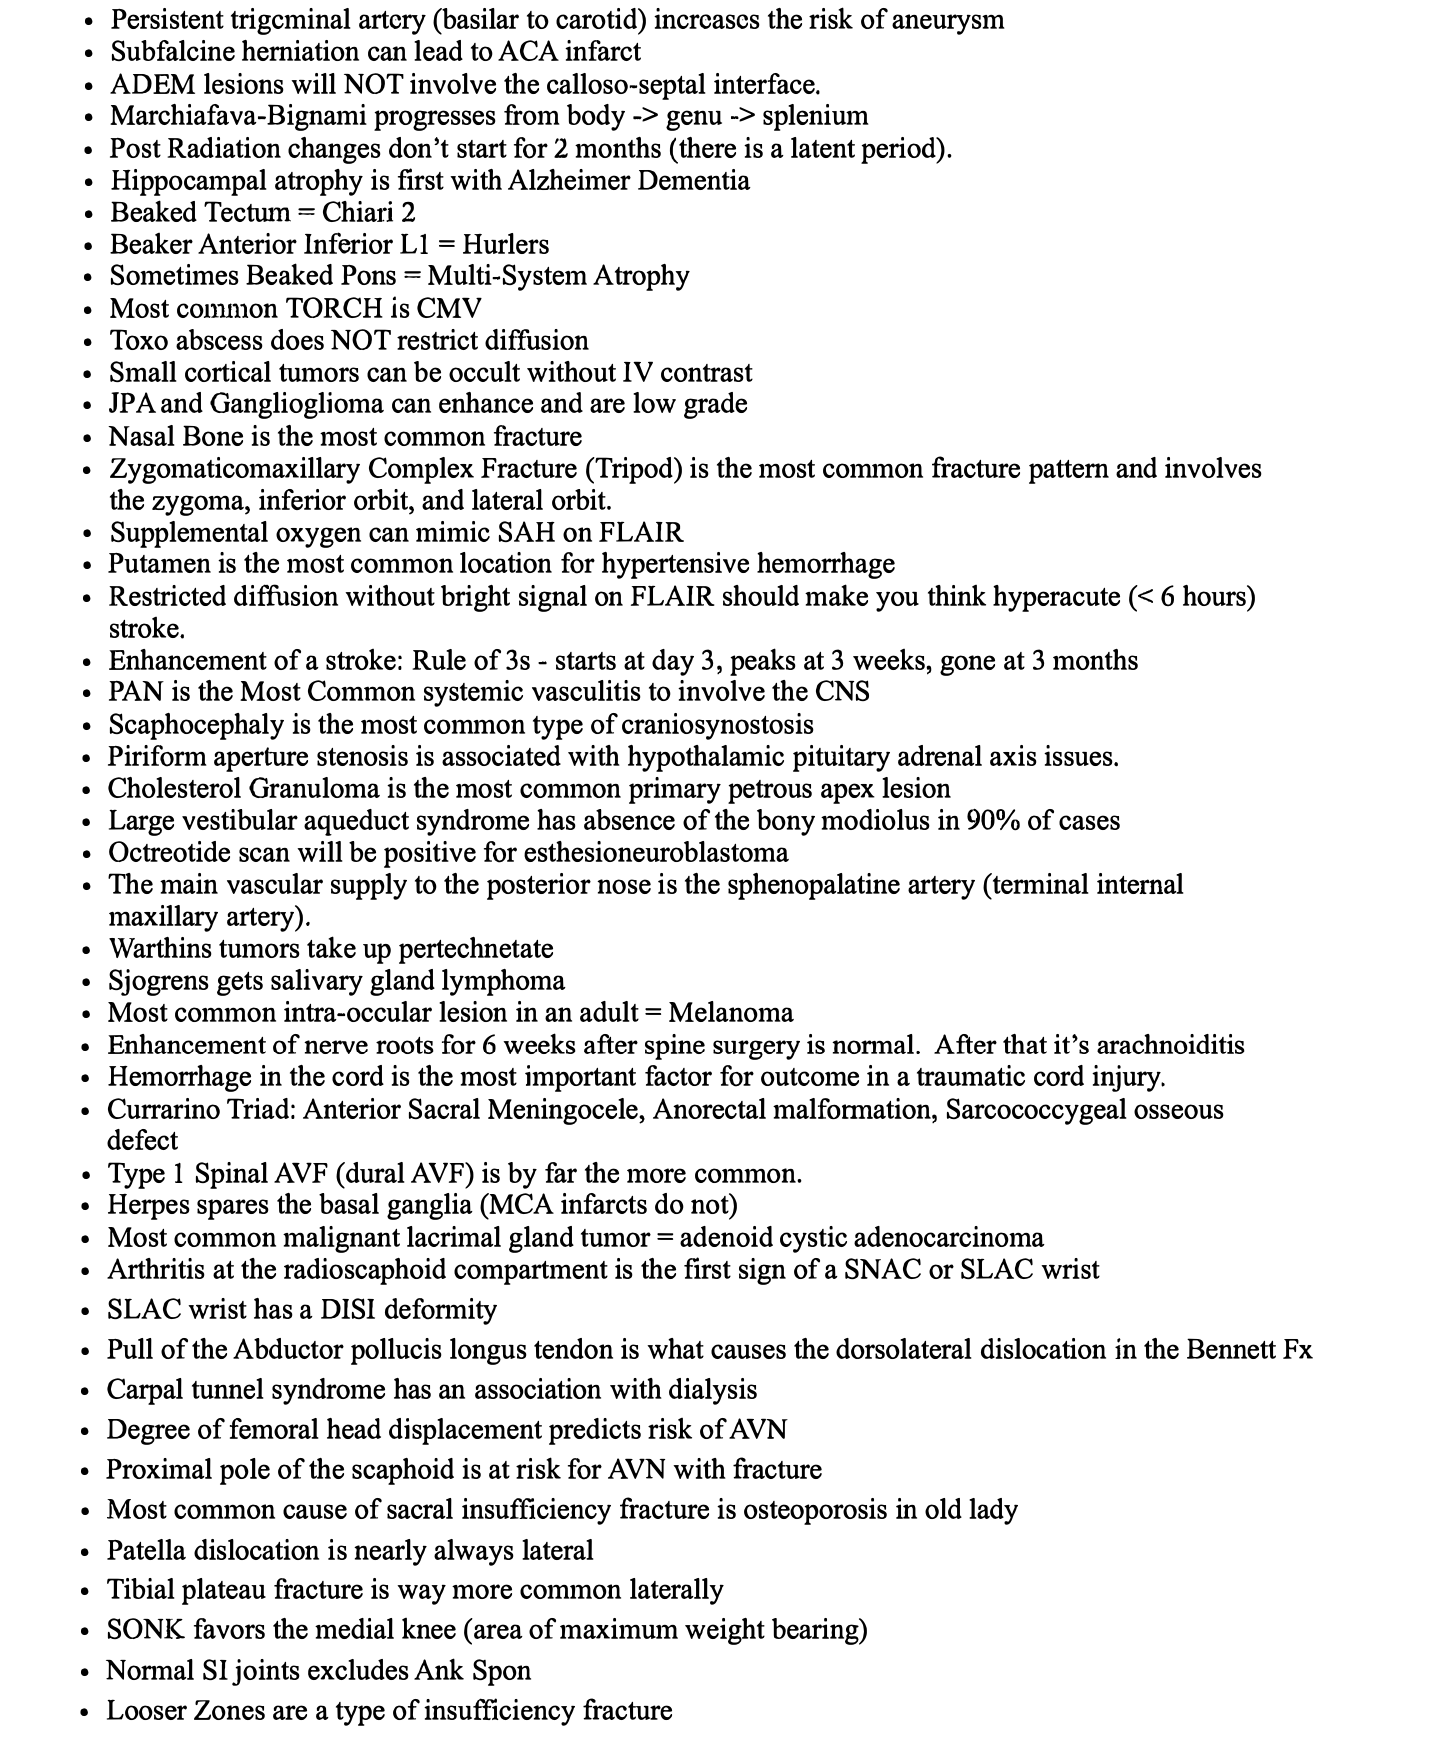 • Persistent trigeminal artery (basilar to carotid) increases the risk of aneurysm
• Subfalcine herniation can lead to ACA infarct
• ADEM lesions will NOT involve the calloso-septal interface.
• Marchiafava-Bignami progresses from body -> genu -> splenium
• Post Radiation changes don’t start for 2 months (there is a latent period).
• Hippocampal atrophy is first with Alzheimer Dementia
• Beaked Tectum = Chiari 2
• Beaker Anterior Inferior L1 = Hurlers
• Sometimes Beaked Pons = Multi-System Atrophy
• Most common TORCH is CMV
• Toxo abscess does NOT restrict diffusion
• Small cortical tumors can be occult without IV contrast
• JPA and Ganglioglioma can enhance and are low grade
• Nasal Bone is the most common fracture
• Zygomaticomaxillary Complex Fracture (Tripod) is the most common fracture pattern and involves
the zygoma, inferior orbit, and lateral orbit.
• Supplemental oxygen can mimic SAH on FLAIR
• Putamen is the most common location for hypertensive hemorrhage
• Restricted diffusion without bright signal on FLAIR should make you think hyperacute (< 6 hours)
stroke.
• Enhancement of a stroke: Rule of 3s - starts at day 3, peaks at 3 weeks, gone at 3 months
• PAN is the Most Common systemic vasculitis to involve the CNS
• Scaphocephaly is the most common type of craniosynostosis
• Piriform aperture stenosis is associated with hypothalamic pituitary adrenal axis issues.
• Cholesterol Granuloma is the most common primary petrous apex lesion
• Large vestibular aqueduct syndrome has absence of the bony modiolus in 90% of cases
• Octreotide scan will be positive for esthesioneuroblastoma
• The main vascular supply to the posterior nose is the sphenopalatine artery (terminal internal
maxillary artery).
• Warthins tumors take up pertechnetate
• Sjogrens gets salivary gland lymphoma
• Most common intra-occular lesion in an adult = Melanoma
• Enhancement of nerve roots for 6 weeks after spine surgery is normal. After that it’s arachnoiditis
• Hemorrhage in the cord is the most important factor for outcome in a traumatic cord injury.
• Currarino Triad: Anterior Sacral Meningocele, Anorectal malformation, Sarcococcygeal osseous
defect
• Type 1 Spinal AVF (dural AVF) is by far the more common.
• Herpes spares the basal ganglia (MCA infarcts do not)
• Most common malignant lacrimal gland tumor = adenoid cystic adenocarcinoma
• Arthritis at the radioscaphoid compartment is the first sign of a SNAC or SLAC wrist
• SLAC wrist has a DISI deformity
• Pull of the Abductor pollucis longus tendon is what causes the dorsolateral dislocation in the Bennett Fx
• Carpal tunnel syndrome has an association with dialysis
• Degree of femoral head displacement predicts risk of AVN
• Proximal pole of the scaphoid is at risk for AVN with fracture
• Most common cause of sacral insufficiency fracture is osteoporosis in old lady
• Patella dislocation is nearly always lateral
• Tibial plateau fracture is way more common laterally
• SONK favors the medial knee (area of maximum weight bearing)
• Normal SI joints excludes Ank Spon
• Looser Zones are a type of insufficiency fracture